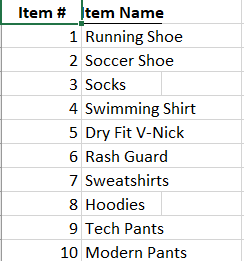 Item # Item Name
1 Running Shoe
2 Soccer Shoe
3 Socks
4 Swimming Shirt
5 Dry Fit V-Nick
6 Rash Guard
7 Sweatshirts
8 Hoodies
9 Tech Pants
10 Modern Pants